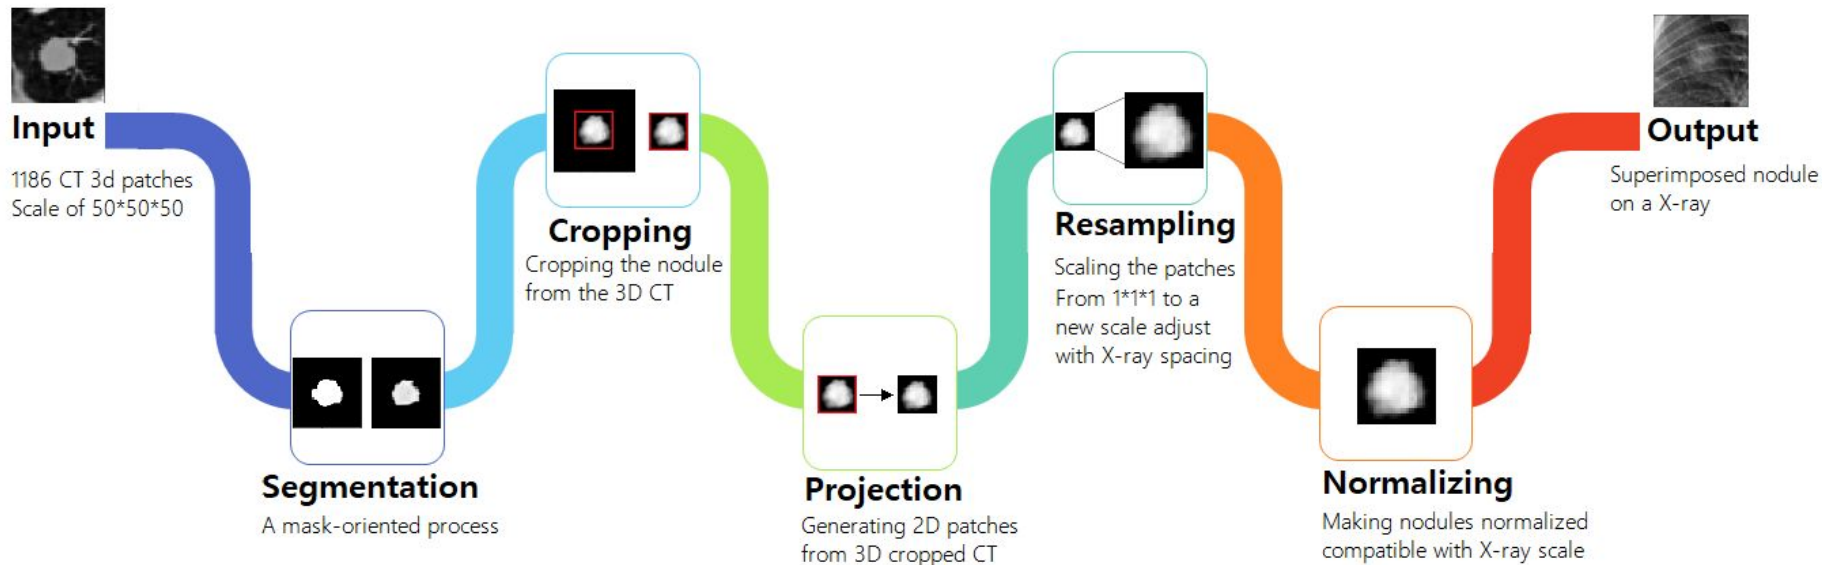 Input
1186 CT 3d patches
Scale of 50*50*50
Segmentation
A mask-oriented process
Cropping
Cropping the nodule
from the 3D CT
Projection
Generating 2D patches
from 3D cropped CT
Resampling
Scaling the patches
From 1*1*1 to a
new scale adjust
with X-ray spacing
Normalizing
Making nodules normalized
compatible with X-ray scale
Output
Superimposed nodule
on a X-ray